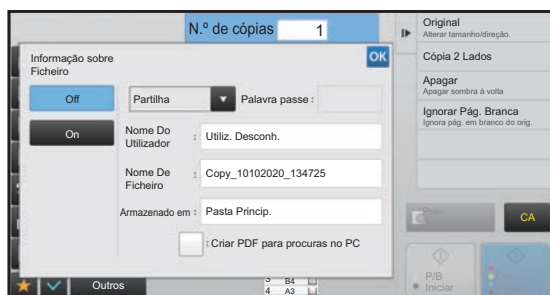 N.º de cópias 1
Informação sobre
Ficheiro
OK
Off
On
Partilha
Palavra passe :
Nome Do
Utilizador : Utiliz. Desconh.
Nome De
Ficheiro : Copy_10102020_134725
Armazenado em : Pasta Princip.
: Criar PDF para procuras no PC
Outros
B4
4 A3
Original
Alterar tamanho/direção.
Cópia 2 Lados
Apagar
Apagar sombra à volta
Ignorar Pág. Branca
Ignora pág. em branco do orig.
CA
P/B
Iniciar